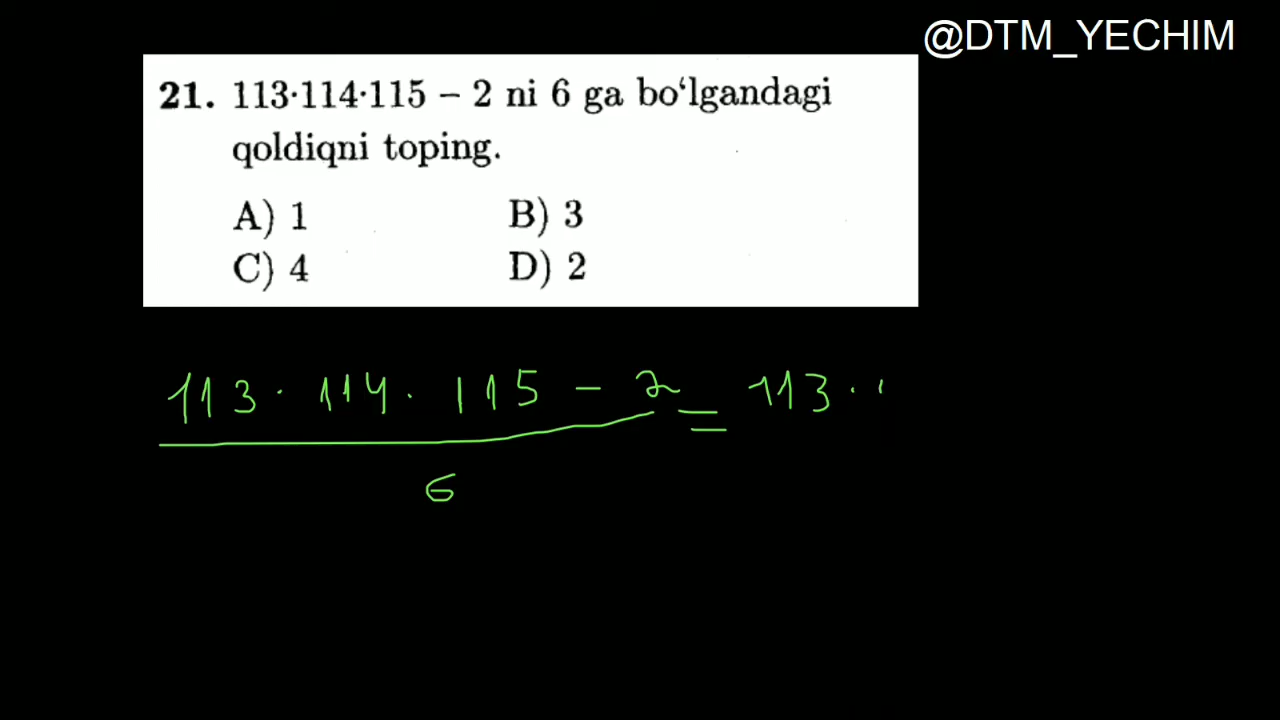 @DTM_YECHIM
21. 113·114·115 – 2 ni 6 ga bo‘lgandagi
qoldiqni toping.
A) 1 B) 3
C) 4 D) 2
113 · 114 . 115 – 2 = 113 ·
6